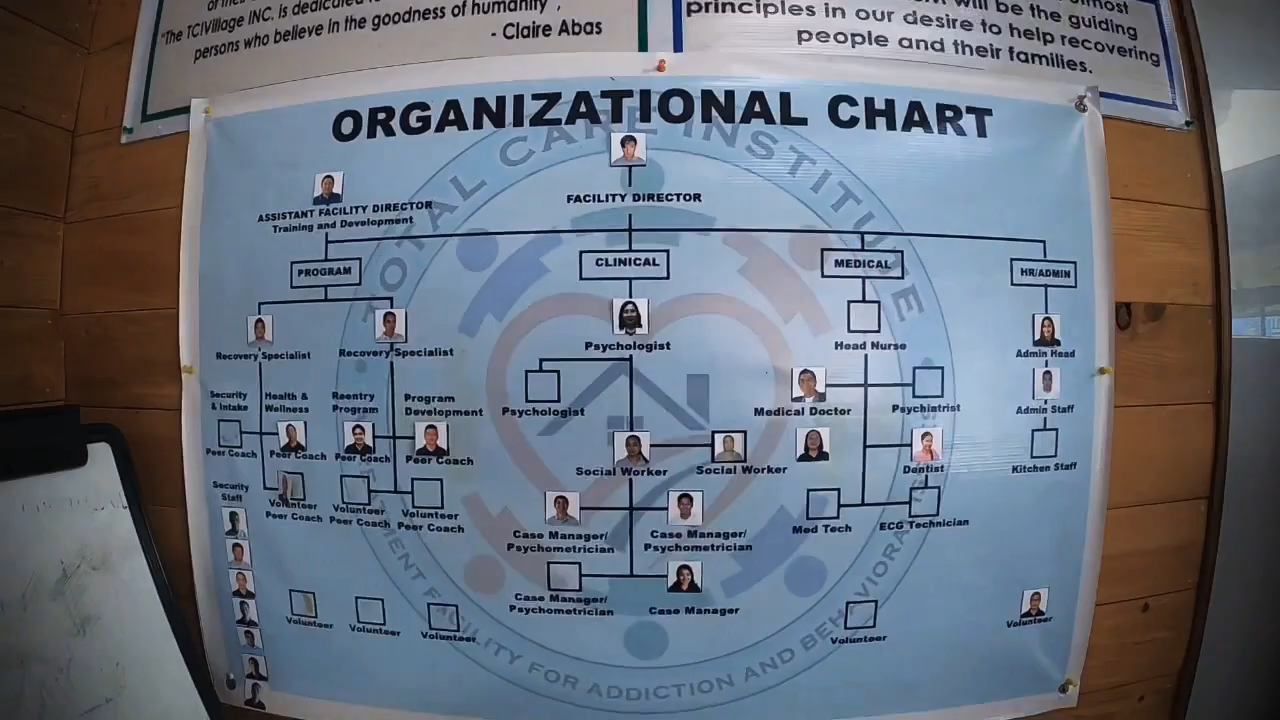 "The TCIVillage INC. is dedicated
persons who believe in the goodness of humanity",
- Claire Abas
will be the guiding
principles in our desire to help recovering
people and their families.
ORGANIZATIONAL CHART
TOTAL CARE INSTITUTE
FACILITY DIRECTOR
ASSISTANT FACILITY DIRECTOR
Training and Development
PROGRAM
CLINICAL
MEDICAL
HR/ADMIN
Recovery Specialist
Recovery Specialist
Psychologist
Head Nurse
Admin Head
Security
& Intake
Health &
Wellness
Reentry
Program
Program
Development
Psychologist
Medical Doctor
Psychiatrist
Admin Staff
Peer Coach
Peer Coach
Peer Coach
Peer Coach
Social Worker
Social Worker
Dentist
Kitchen Staff
Security
Staff
Volunteer
Peer Coach
Volunteer
Peer Coach
Volunteer
Peer Coach
Case Manager/
Psychometrician
Case Manager/
Psychometrician
Med Tech
ECG Technician
Case Manager/
Psychometrician
Case Manager
Volunteer
Volunteer
Volunteer
Volunteer
Volunteer
FACILITY FOR ADDICTION AND BEHAVIORAL